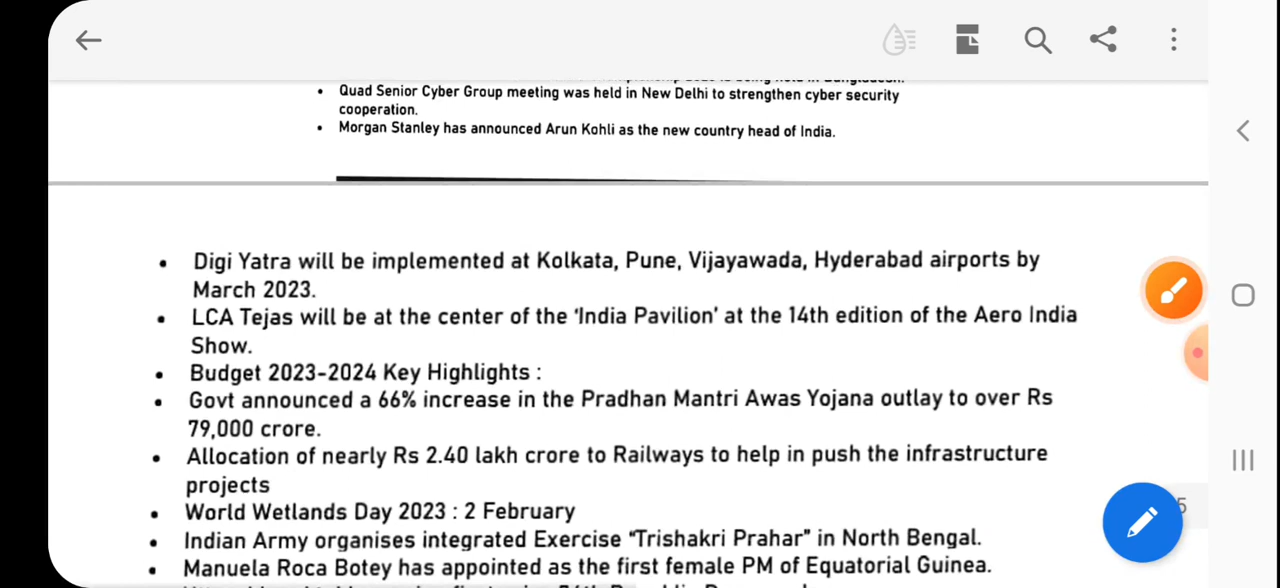 Quad Senior Cyber Group meeting was held in New Delhi to strengthen cyber security
cooperation.
Morgan Stanley has announced Arun Kohli as the new country head of India.
Digi Yatra will be implemented at Kolkata, Pune, Vijayawada, Hyderabad airports by
March 2023.
LCA Tejas will be at the center of the ‘India Pavilion’ at the 14th edition of the Aero India
Show.
Budget 2023-2024 Key Highlights :
Govt announced a 66% increase in the Pradhan Mantri Awas Yojana outlay to over Rs
79,000 crore.
Allocation of nearly Rs 2.40 lakh crore to Railways to help in push the infrastructure
projects
World Wetlands Day 2023 : 2 February
Indian Army organises integrated Exercise “Trishakri Prahar” in North Bengal.
Manuela Roca Botey has appointed as the first female PM of Equatorial Guinea.